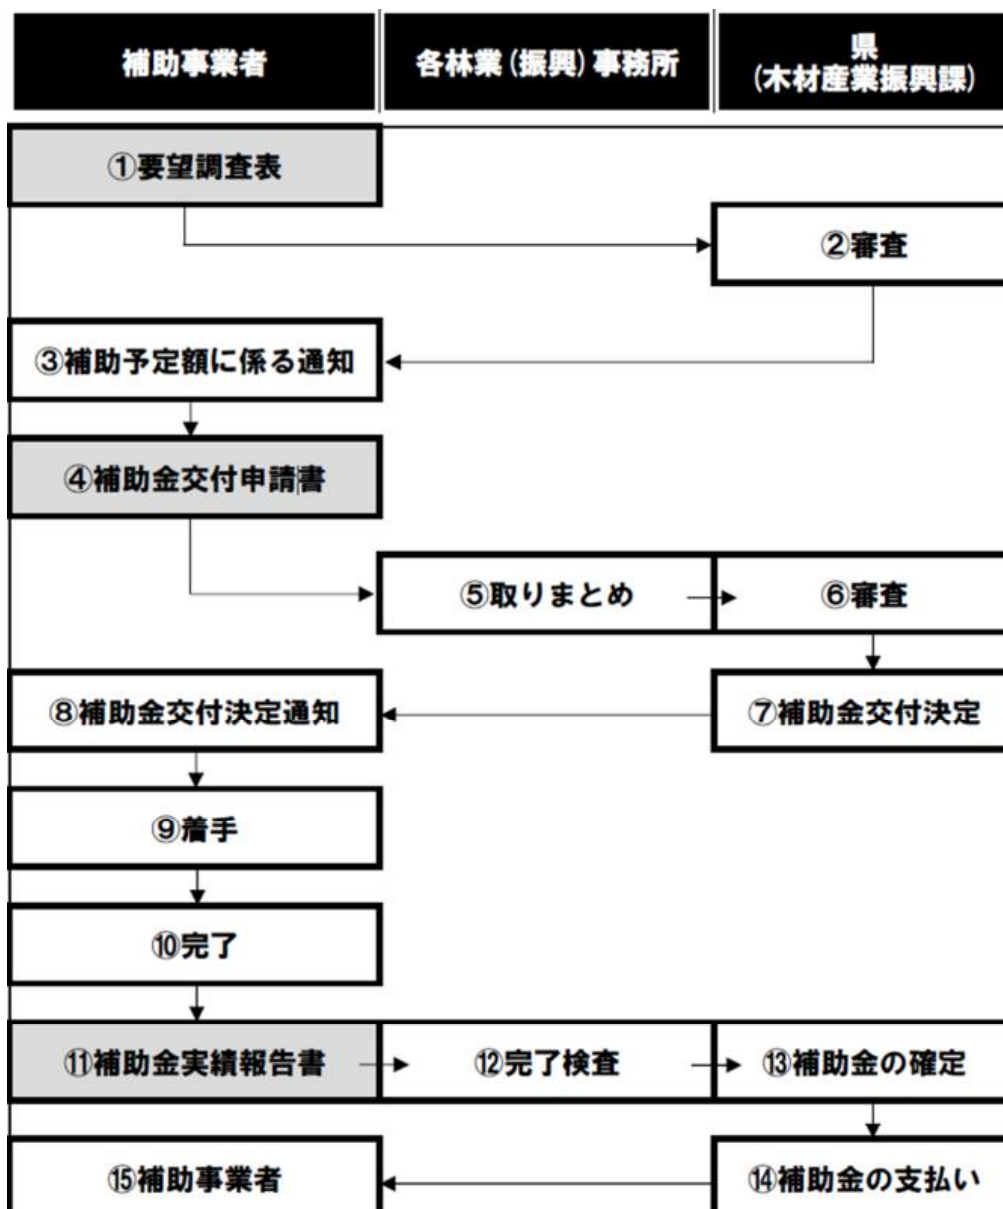 補助事業者
各林業(振興)事務所
県
(木材産業振興課)
①要望調査表
②審査
③補助予定額に係る通知
④補助金交付申請書
⑤取りまとめ
⑥審査
⑧補助金交付決定通知
⑦補助金交付決定
⑨着手
⑩完了
⑪補助金実績報告書
⑫完了検査
⑬補助金の確定
⑮補助事業者
⑭補助金の支払い